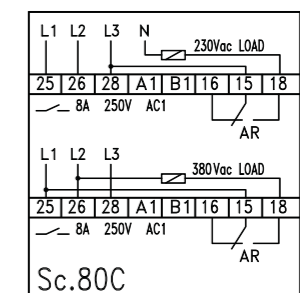 L1 L2 L3 N 230Vac LOAD
25 26 28 A1 B1 16 15 18
8A 250V AC1
AR
L1 L2 L3 380Vac LOAD
25 26 28 A1 B1 16 15 18
8A 250V AC1
AR
Sc.80C